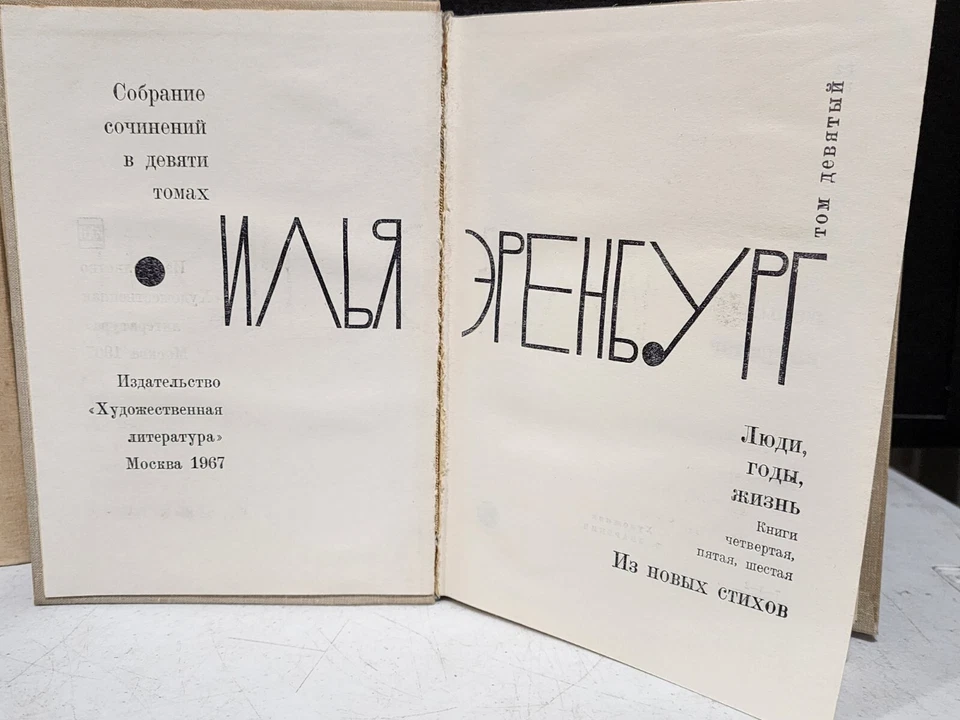 Собрание
сочинений
в девяти
томах
ИЛЬЯ ЭРЕНБУРГ
Издательство
«Художественная
литература»
Москва 1967
том девятый
Люди,
годы,
жизнь
Книги
четвертая,
пятая, шестая
Из новых стихов